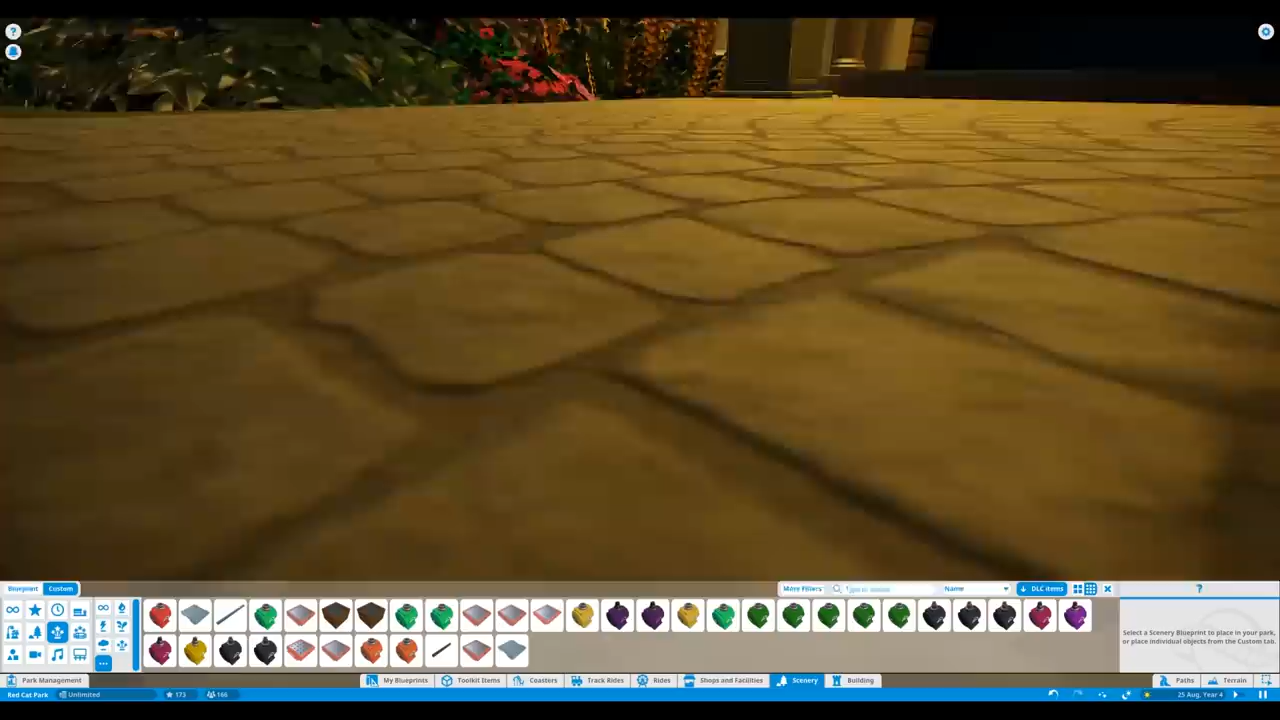 ?
Blueprint Custom
More Filters
Name
DLC items
?
Select a Scenery Blueprint to place in your park,
or place individual objects from the Custom tab.
Park Management
My Blueprints Toolkit Items Coasters Track Rides Rides Shops and Facilities Scenery Building
Paths Terrain
Red Cat Park Unlimited 173 166
25 Aug, Year 4